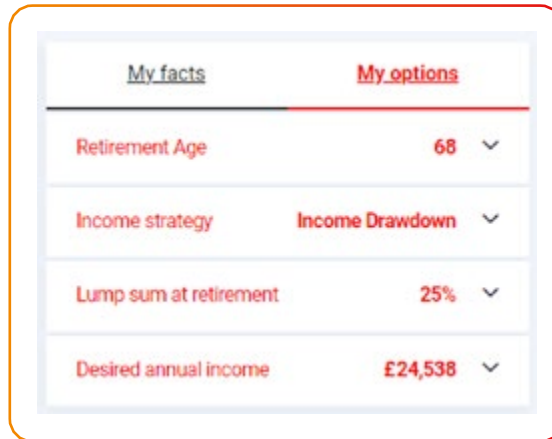 My facts My options
Retirement Age 68
Income strategy Income Drawdown
Lump sum at retirement 25%
Desired annual income £24,538